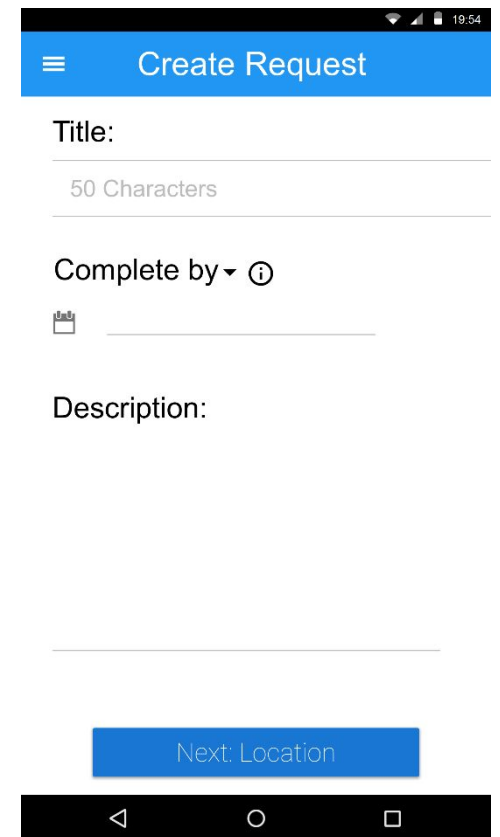 19:54
Create Request
Title:
50 Characters
Complete by
Description:
Next: Location